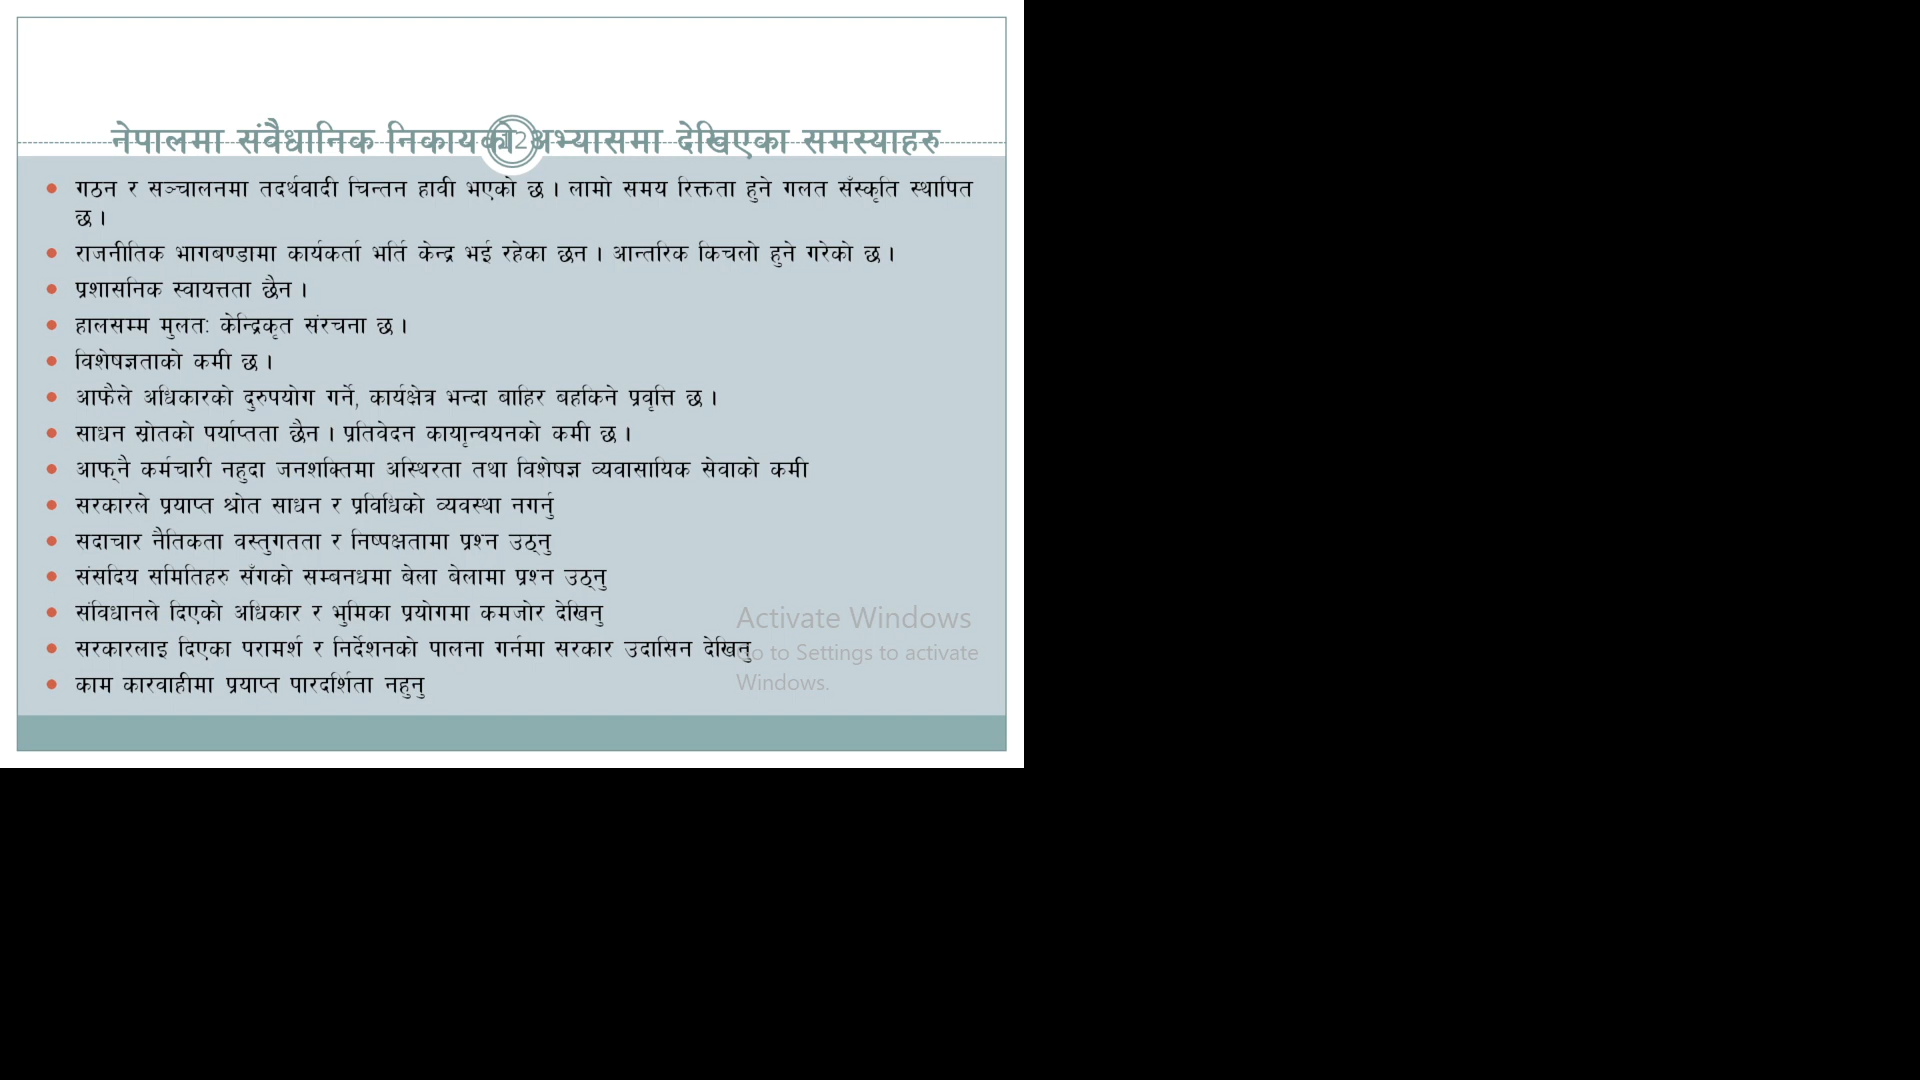 नेपालमा संवैधानिक निकायको अभ्यासमा देखिएका समस्याहरु
12
गठन र सञ्चालनमा तदर्थवादी चिन्तन हावी भएको छ । लामो समय रिक्तता हुने गलत सँस्कृति स्थापित
छ ।
राजनीतिक भागबण्डामा कार्यकर्ता भर्ति केन्द्र भई रहेका छन । आन्तरिक किचलो हुने गरेको छ ।
प्रशासनिक स्वायत्तता छैन ।
हालसम्म मुलत: केन्द्रिकृत संरचना छ ।
विशेषज्ञताको कमी छ ।
आफैले अधिकारको दुरुपयोग गर्ने, कार्यक्षेत्र भन्दा बाहिर बहकिने प्रवृत्ति छ ।
साधन स्रोतको पर्याप्तता छैन । प्रतिवेदन कायाृन्वयनको कमी छ ।
आफ्नै कर्मचारी नहुदा जनशक्तिमा अस्थिरता तथा विशेषज्ञ व्यवासायिक सेवाको कमी
सरकारले प्रयाप्त श्रोत साधन र प्रविधिको व्यवस्था नगर्नु
सदाचार नैतिकता वस्तुगतता र निष्पक्षतामा प्रश्न उठ्नु
संसदिय समितिहरु सँगको सम्बनधमा बेला बेलामा प्रश्न उठ्नु
संविधानले दिएको अधिकार र भुमिका प्रयोगमा कमजोर देखिनु
सरकारलाइ दिएका परामर्श र निर्देशनको पालना गर्नमा सरकार उदासिन देखिनु
काम कारवाहीमा प्रयाप्त पारदर्शिता नहुनु
Activate Windows
Go to Settings to activate
Windows.